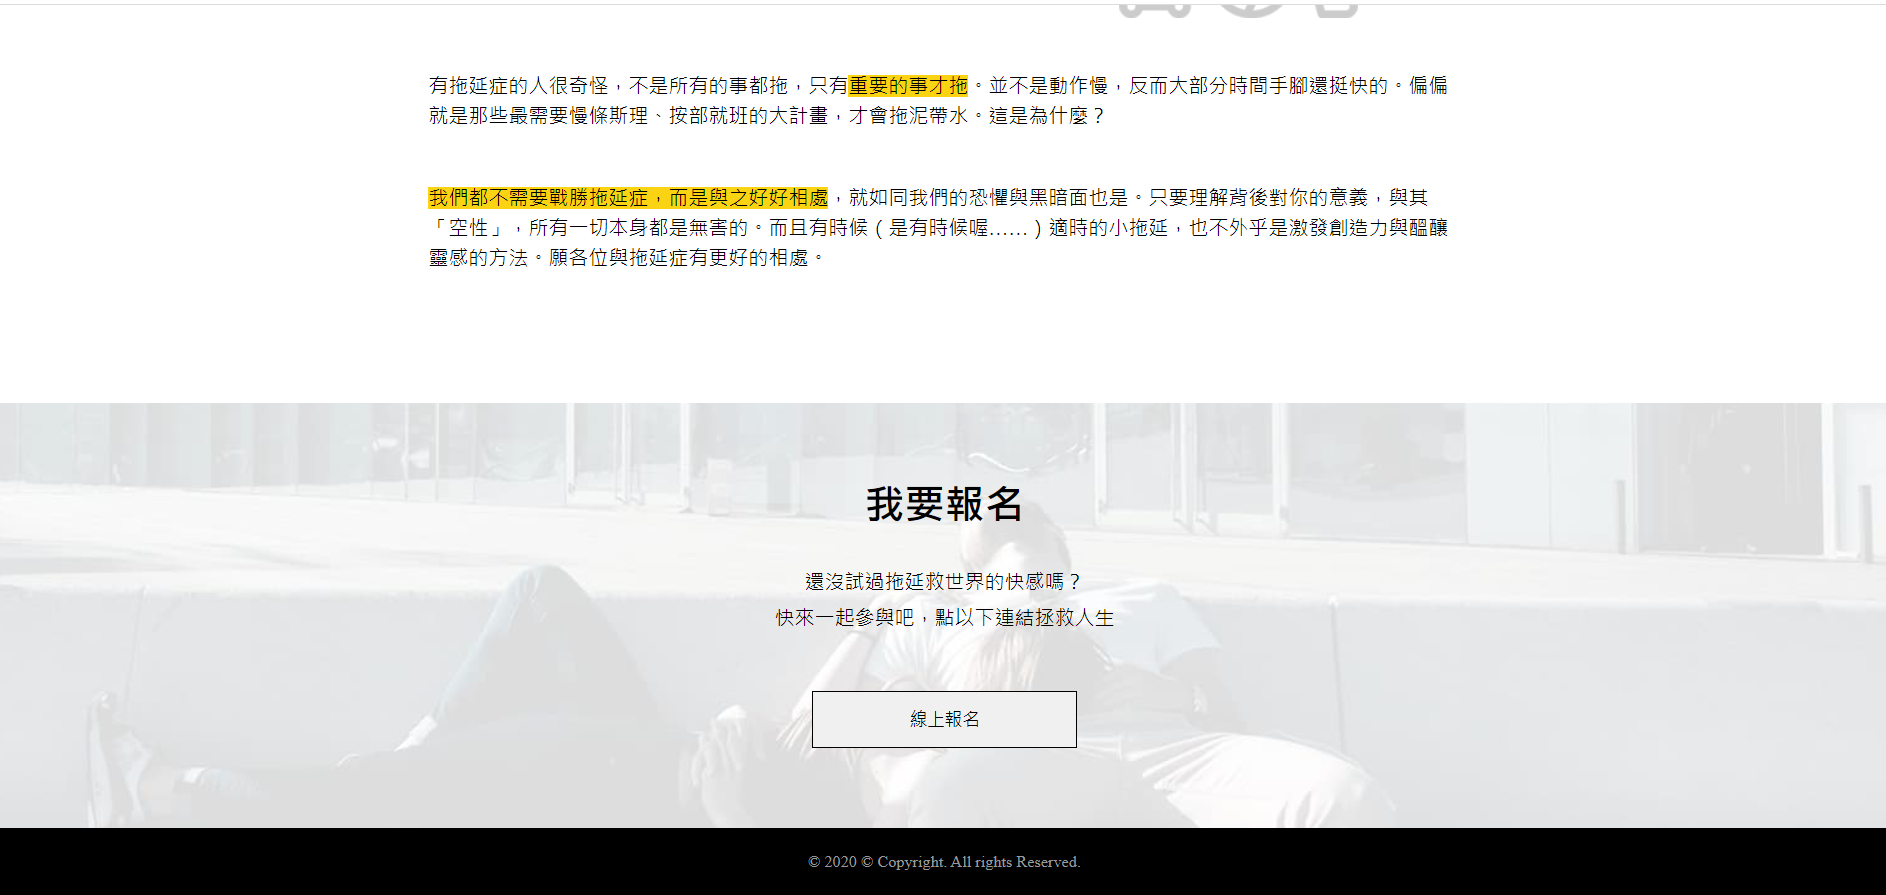 有拖延症的人很奇怪，不是所有的事都拖，只有重要的事才拖。並不是動作慢，反而大部分時間手腳還挺快的。偏偏
就是那些最需要慢條斯理、按部就班的大計畫，才會拖泥帶水。這是為什麼？
我們都不需要戰勝拖延症，而是與之好好相處，就如同我們的恐懼與黑暗面也是。只要理解背後對你的意義，與其
「空性」，所有一切本身都是無害的。而且有時候（是有時候喔……）適時的小拖延，也不外乎是激發創造力與醞釀
靈感的方法。願各位與拖延症有更好的相處。
我要報名
還沒試過拖延救世界的快感嗎？
快來一起參與吧，點以下連結拯救人生
線上報名
© 2020 © Copyright. All rights Reserved.